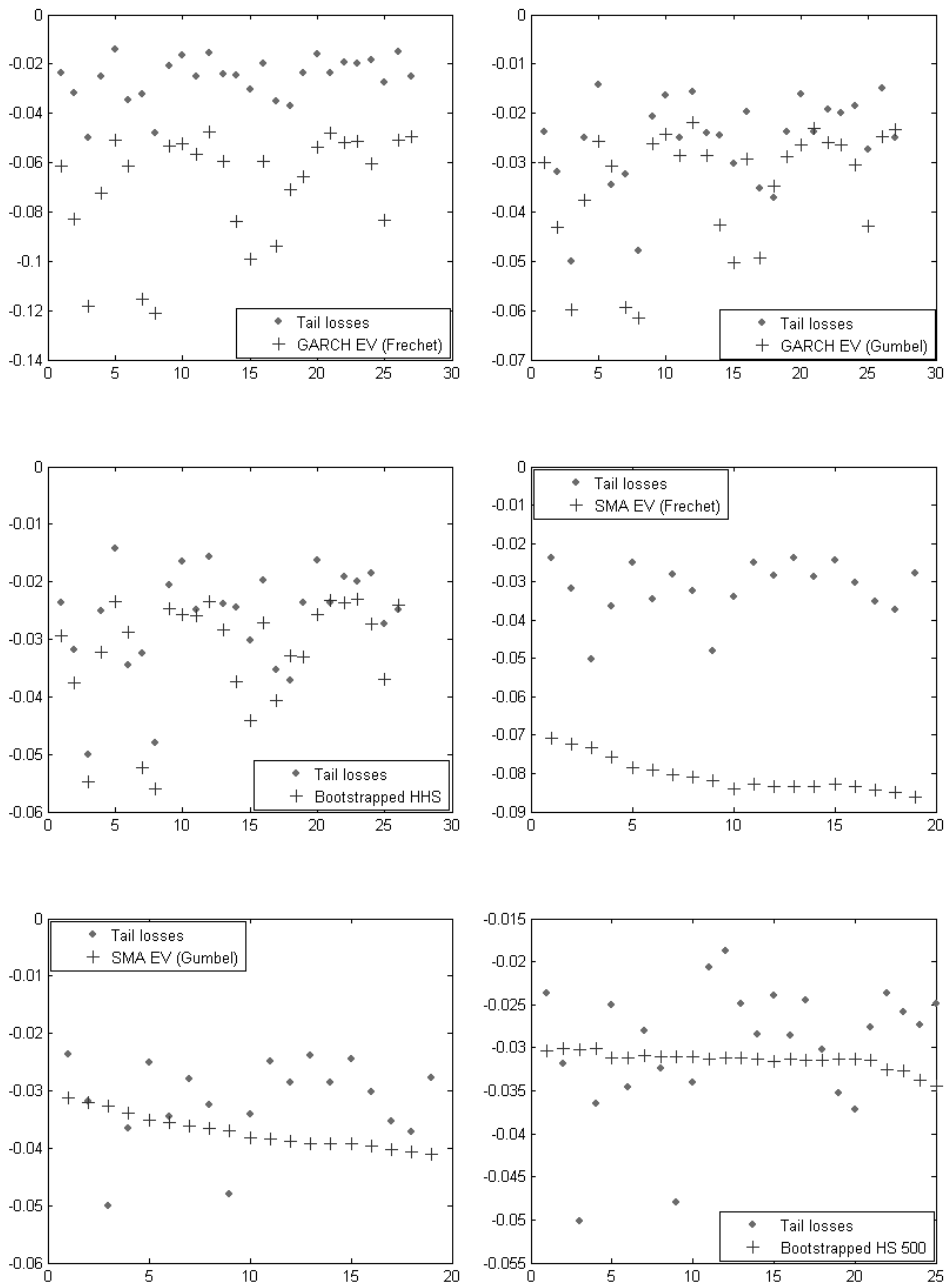 0
-0.02
-0.04
-0.06
-0.08
-0.1
-0.12
-0.14
0 5 10 15 20 25 30
Tail losses
GARCH EV (Frechet)
0
-0.01
-0.02
-0.03
-0.04
-0.05
-0.06
-0.07
0 5 10 15 20 25 30
Tail losses
GARCH EV (Gumbel)
0
-0.01
-0.02
-0.03
-0.04
-0.05
-0.06
0 5 10 15 20 25 30
Tail losses
Bootstrapped HHS
0
-0.01
-0.02
-0.03
-0.04
-0.05
-0.06
-0.07
-0.08
-0.09
0 5 10 15 20
Tail losses
SMA EV (Frechet)
0
-0.01
-0.02
-0.03
-0.04
-0.05
-0.06
0 5 10 15 20
Tail losses
SMA EV (Gumbel)
-0.015
-0.02
-0.025
-0.03
-0.035
-0.04
-0.045
-0.05
-0.055
0 5 10 15 20 25
Tail losses
Bootstrapped HS 500